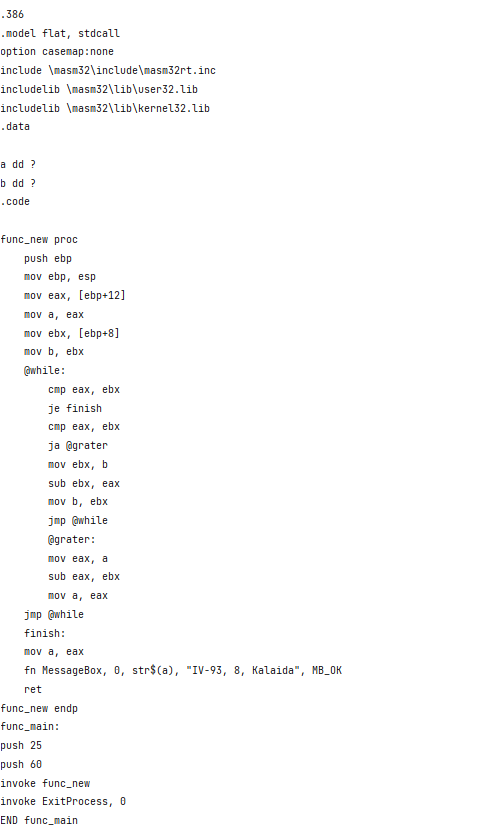 .386
.model flat, stdcall
option casemap:none
include \masm32\include\masm32rt.inc
includelib \masm32\lib\user32.lib
includelib \masm32\lib\kernel32.lib
.data

a dd ?
b dd ?
.code

func_new proc
    push ebp
    mov ebp, esp
    mov eax, [ebp+12]
    mov a, eax
    mov ebx, [ebp+8]
    mov b, ebx
    @while:
        cmp eax, ebx
        je finish
        cmp eax, ebx
        ja @grater
        mov ebx, b
        sub ebx, eax
        mov b, ebx
        jmp @while
        @grater:
        mov eax, a
        sub eax, ebx
        mov a, eax
    jmp @while
    finish:
    mov a, eax
    fn MessageBox, 0, str$(a), "IV-93, 8, Kalaida", MB_OK
    ret
func_new endp
func_main:
push 25
push 60
invoke func_new
invoke ExitProcess, 0
END func_main